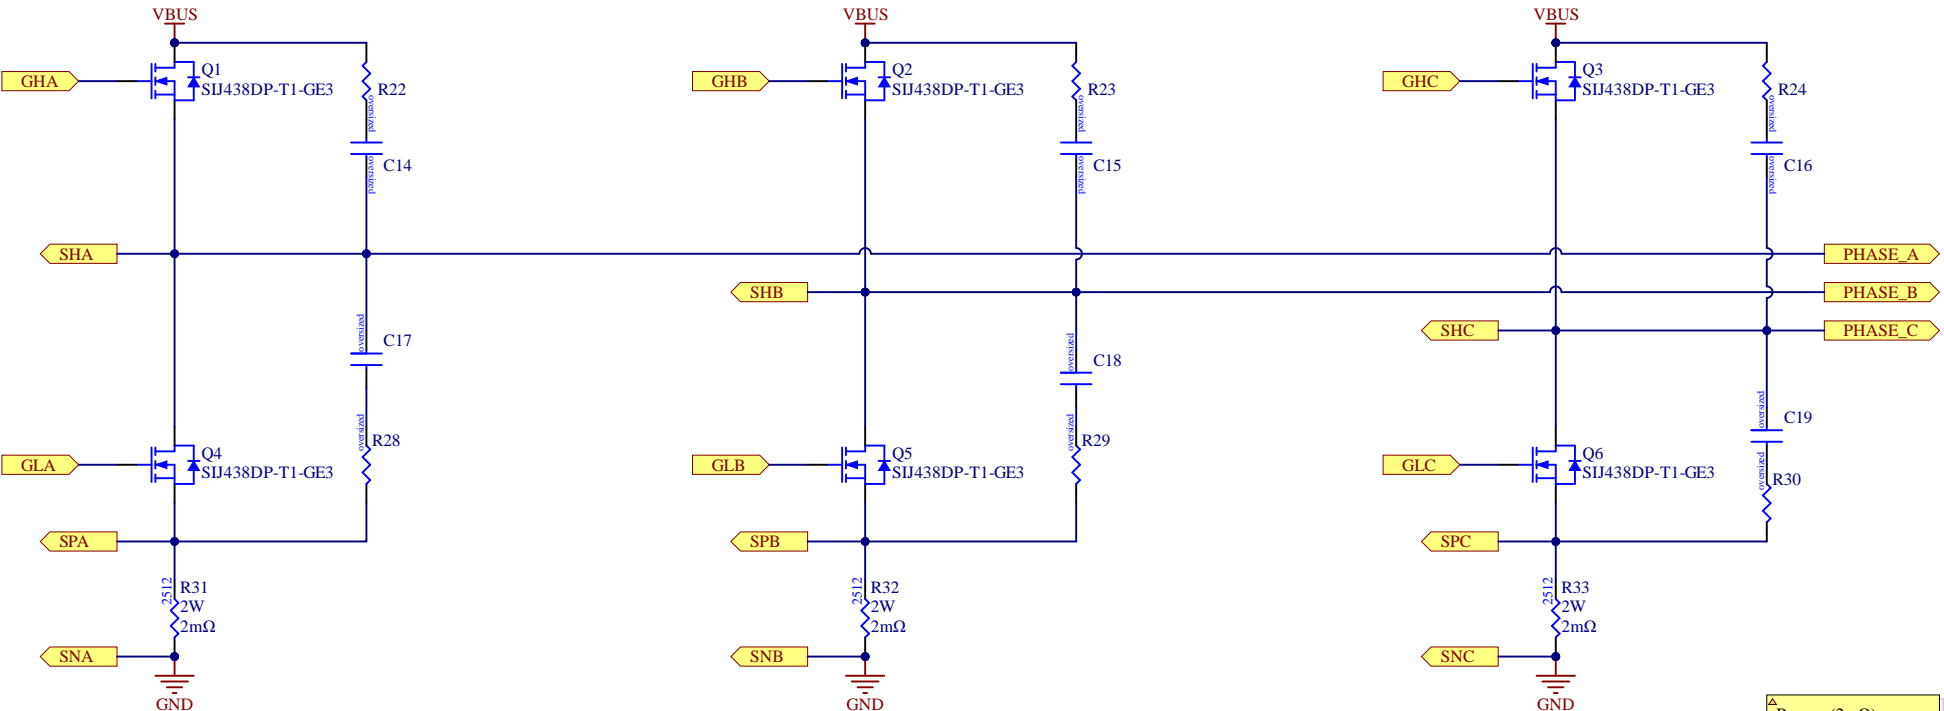 VBUS
VBUS
VBUS
GHA
Q1
SIJ438DP-T1-GE3
R22
oversized
C14
oversized
GHB
Q2
SIJ438DP-T1-GE3
R23
oversized
C15
oversized
GHC
Q3
SIJ438DP-T1-GE3
R24
oversized
C16
oversized
SHA
PHASE_A
SHB
PHASE_B
SHC
PHASE_C
oversized
C17
oversized
C18
oversized
C19
GLA
Q4
SIJ438DP-T1-GE3
oversized
R28
GLB
Q5
SIJ438DP-T1-GE3
oversized
R29
GLC
Q6
SIJ438DP-T1-GE3
oversized
R30
SPA
SPB
SPC
2512
R31
2W
2mΩ
2512
R32
2W
2mΩ
2512
R33
2W
2mΩ
SNA
SNB
SNC
GND
GND
GND